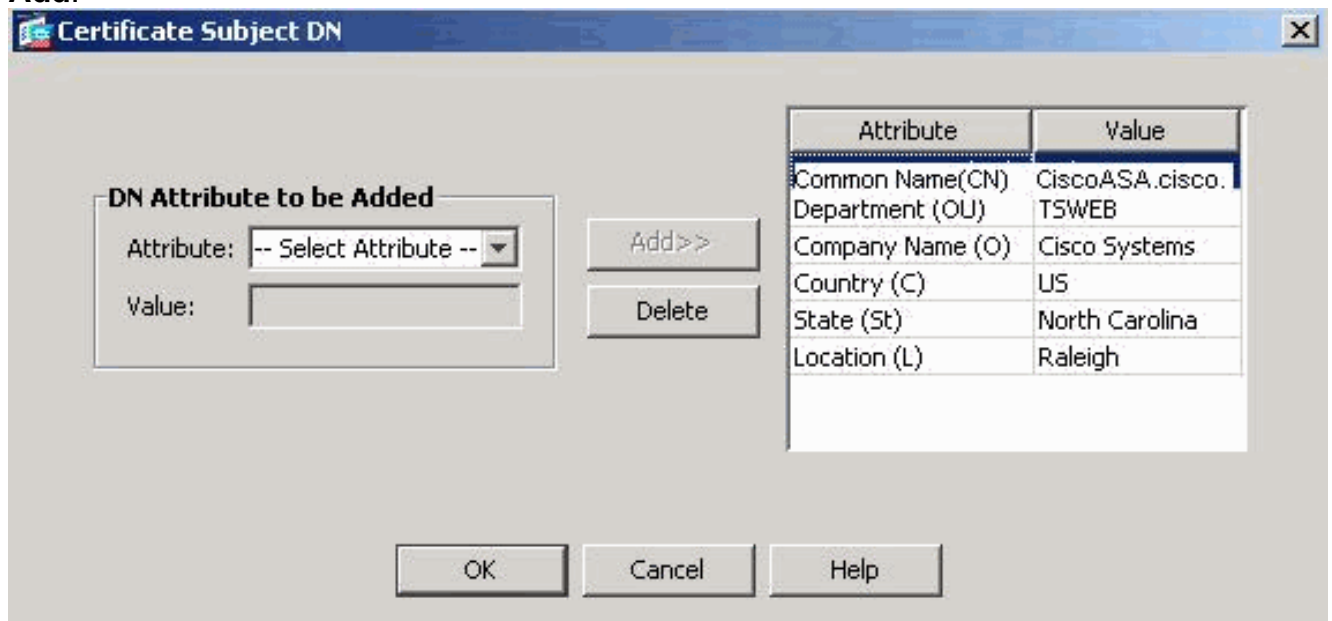 Certificate Subject DN
DN Attribute to be Added
Attribute: -- Select Attribute --
Value:
Add>>
Delete
Attribute Value
Common Name(CN) CiscoASA.cisco.
Department (OU) TSWEB
Company Name (O) Cisco Systems
Country (C) US
State (St) North Carolina
Location (L) Raleigh
OK Cancel Help